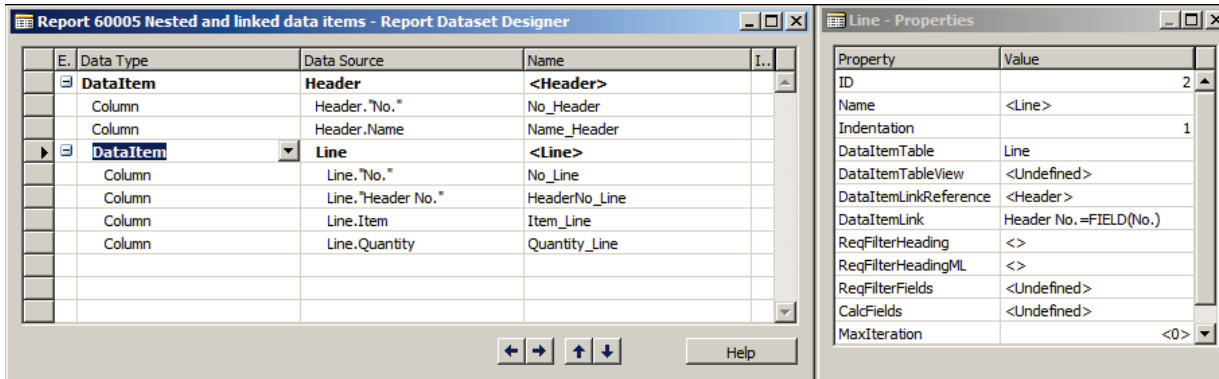 Report 60005 Nested and linked data items - Report Dataset Designer
E. Data Type Data Source Name I..
DataItem Header <Header>
Column Header."No." No_Header
Column Header.Name Name_Header
DataItem Line <Line>
Column Line."No." No_Line
Column Line."Header No." HeaderNo_Line
Column Line.Item Item_Line
Column Line.Quantity Quantity_Line
Help
Line - Properties
Property Value
ID 2
Name <Line>
Indentation 1
DataItemTable Line
DataItemTableView <Undefined>
DataItemLinkReference <Header>
DataItemLink Header No.=FIELD(No.)
ReqFilterHeading <>
ReqFilterHeadingML <>
ReqFilterFields <Undefined>
CalcFields <Undefined>
MaxIteration <0>